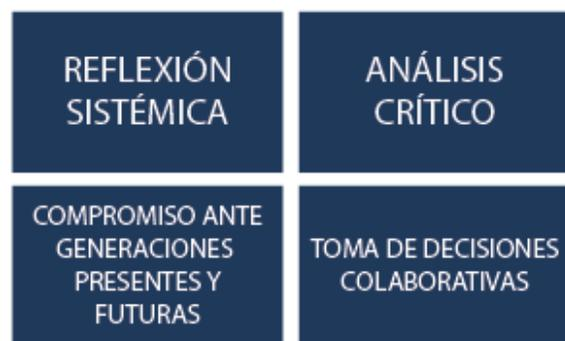 REFLEXIÓN
SISTÉMICA
ANÁLISIS
CRÍTICO
COMPROMISO ANTE
GENERACIONES
PRESENTES Y
FUTURAS
TOMA DE DECISIONES
COLABORATIVAS